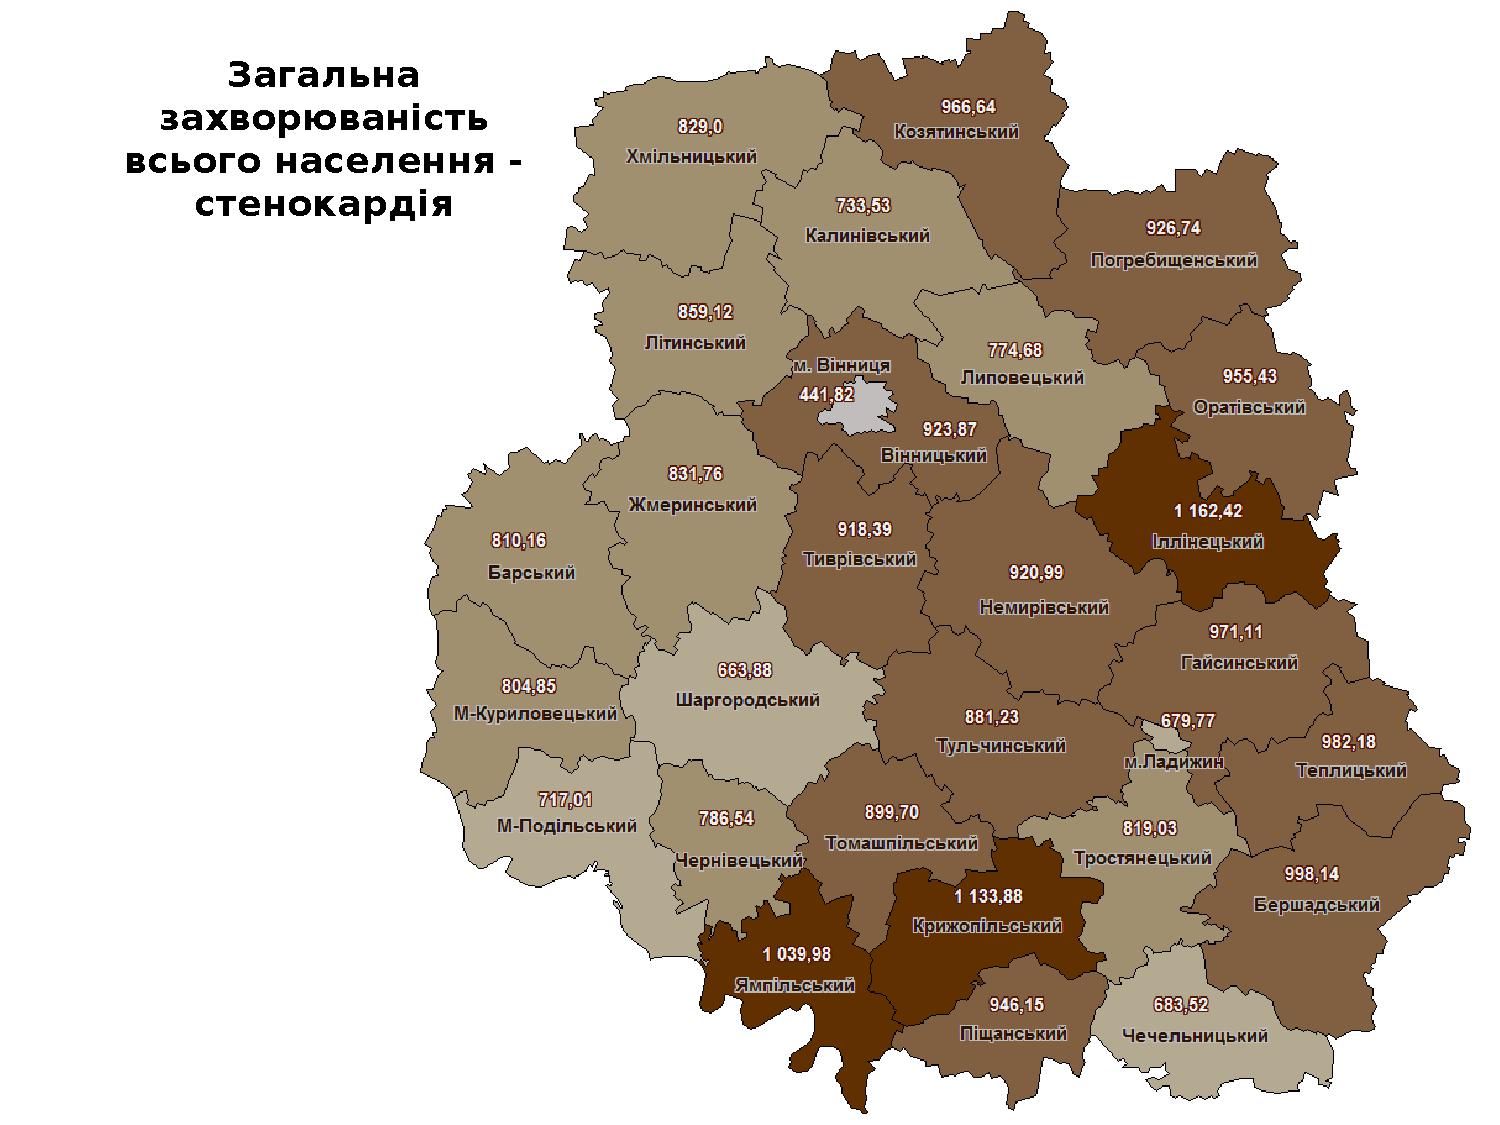 Загальна
захворюваність
всього населення -
стенокардія
966,64
Козятинський
829,0
Хмільницький
733,53
Калинівський
926,74
Погребищенський
859,12
Літинський
774,68
Липовецький
м. Вінниця
441,82
955,43
Оратівський
923,87
Вінницький
831,76
Жмеринський
1 162,42
Іллінецький
810,16
Барський
918,39
Тиврівський
920,99
Немирівський
971,11
Гайсинський
663,88
Шаргородський
804,85
М-Куриловецький
881,23
Тульчинський
679,77
м.Ладижин
982,18
Теплицький
717,01
М-Подільський
786,54
Чернівецький
899,70
Томашпільський
819,03
Тростянецький
998,14
Бершадський
1 133,88
Крижопільський
1 039,98
Ямпільський
946,15
Піщанський
683,52
Чечельницький